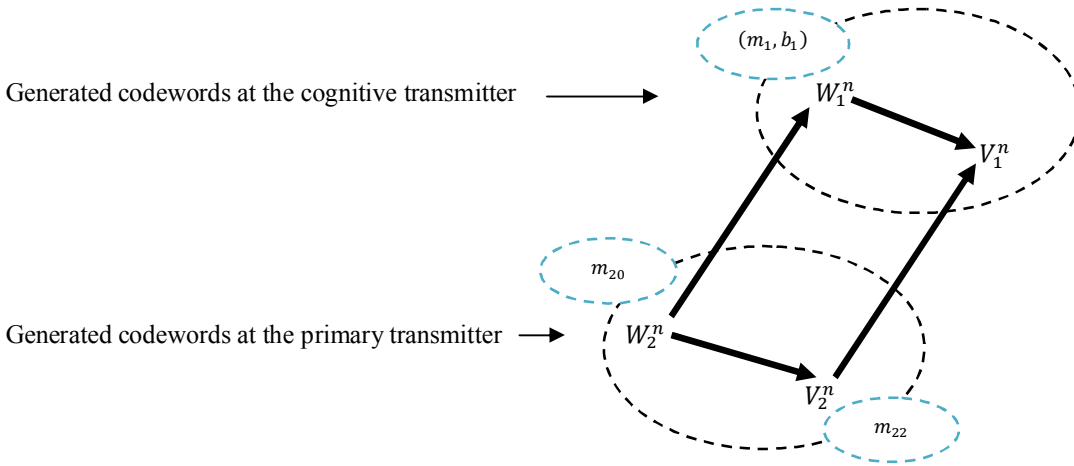 (m₁, b₁)
Generated codewords at the cognitive transmitter
W₁ⁿ
V₁ⁿ
m₂₀
Generated codewords at the primary transmitter
W₂ⁿ
V₂ⁿ
m₂₂